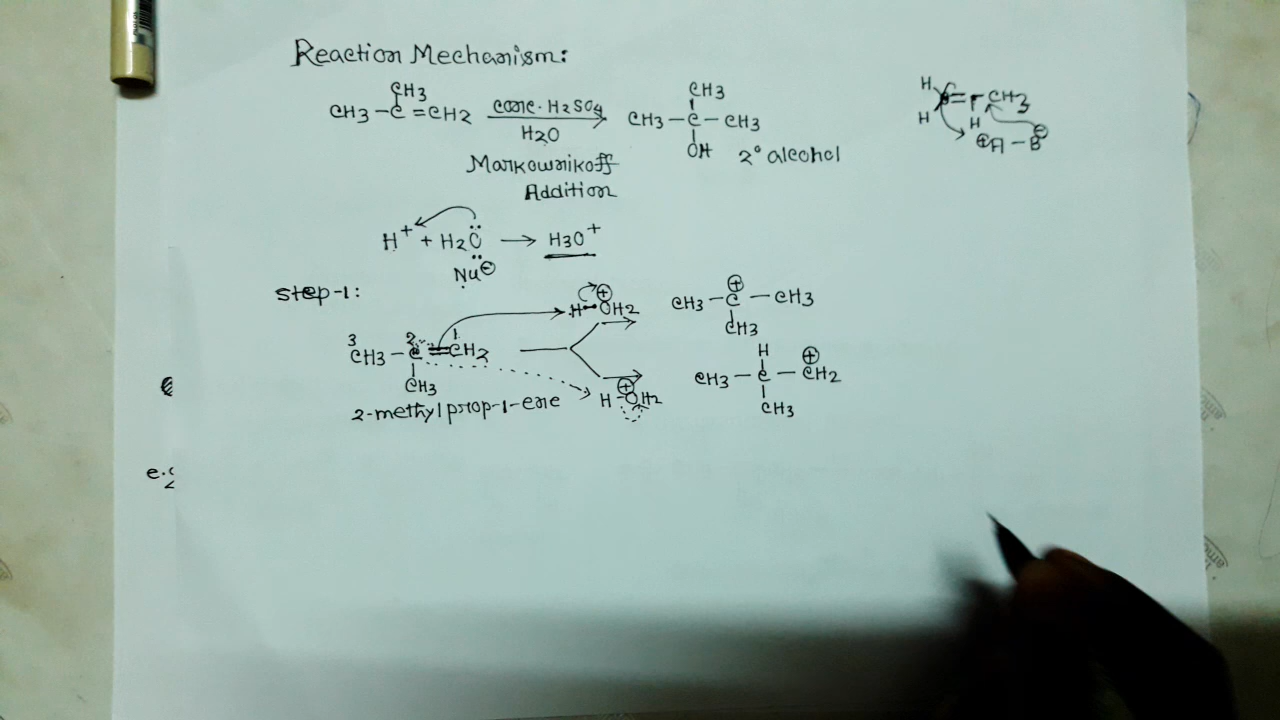 Reaction Mechanism:
CH3
CH3 – C = CH2
conc. H2SO4
H2O
CH3
CH3 – C – CH3
OH
2° alcohol
Markownikoff
Addition
H
H
CH3
H
⊕A – B⊖
H+ + H2O → H3O+
Nu⊖
Step-1:
H – OH2 ⊕
⊕
CH3 – C – CH3
CH3
3 2 1
CH3 – C = CH2
CH3
2-methylprop-1-ene
⊕
H – OH2
H ⊕
CH3 – C – CH2
CH3